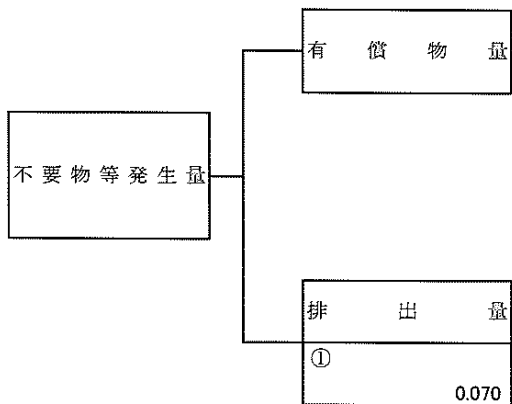 有償物量
不要物等発生量
排出量
①
0.070